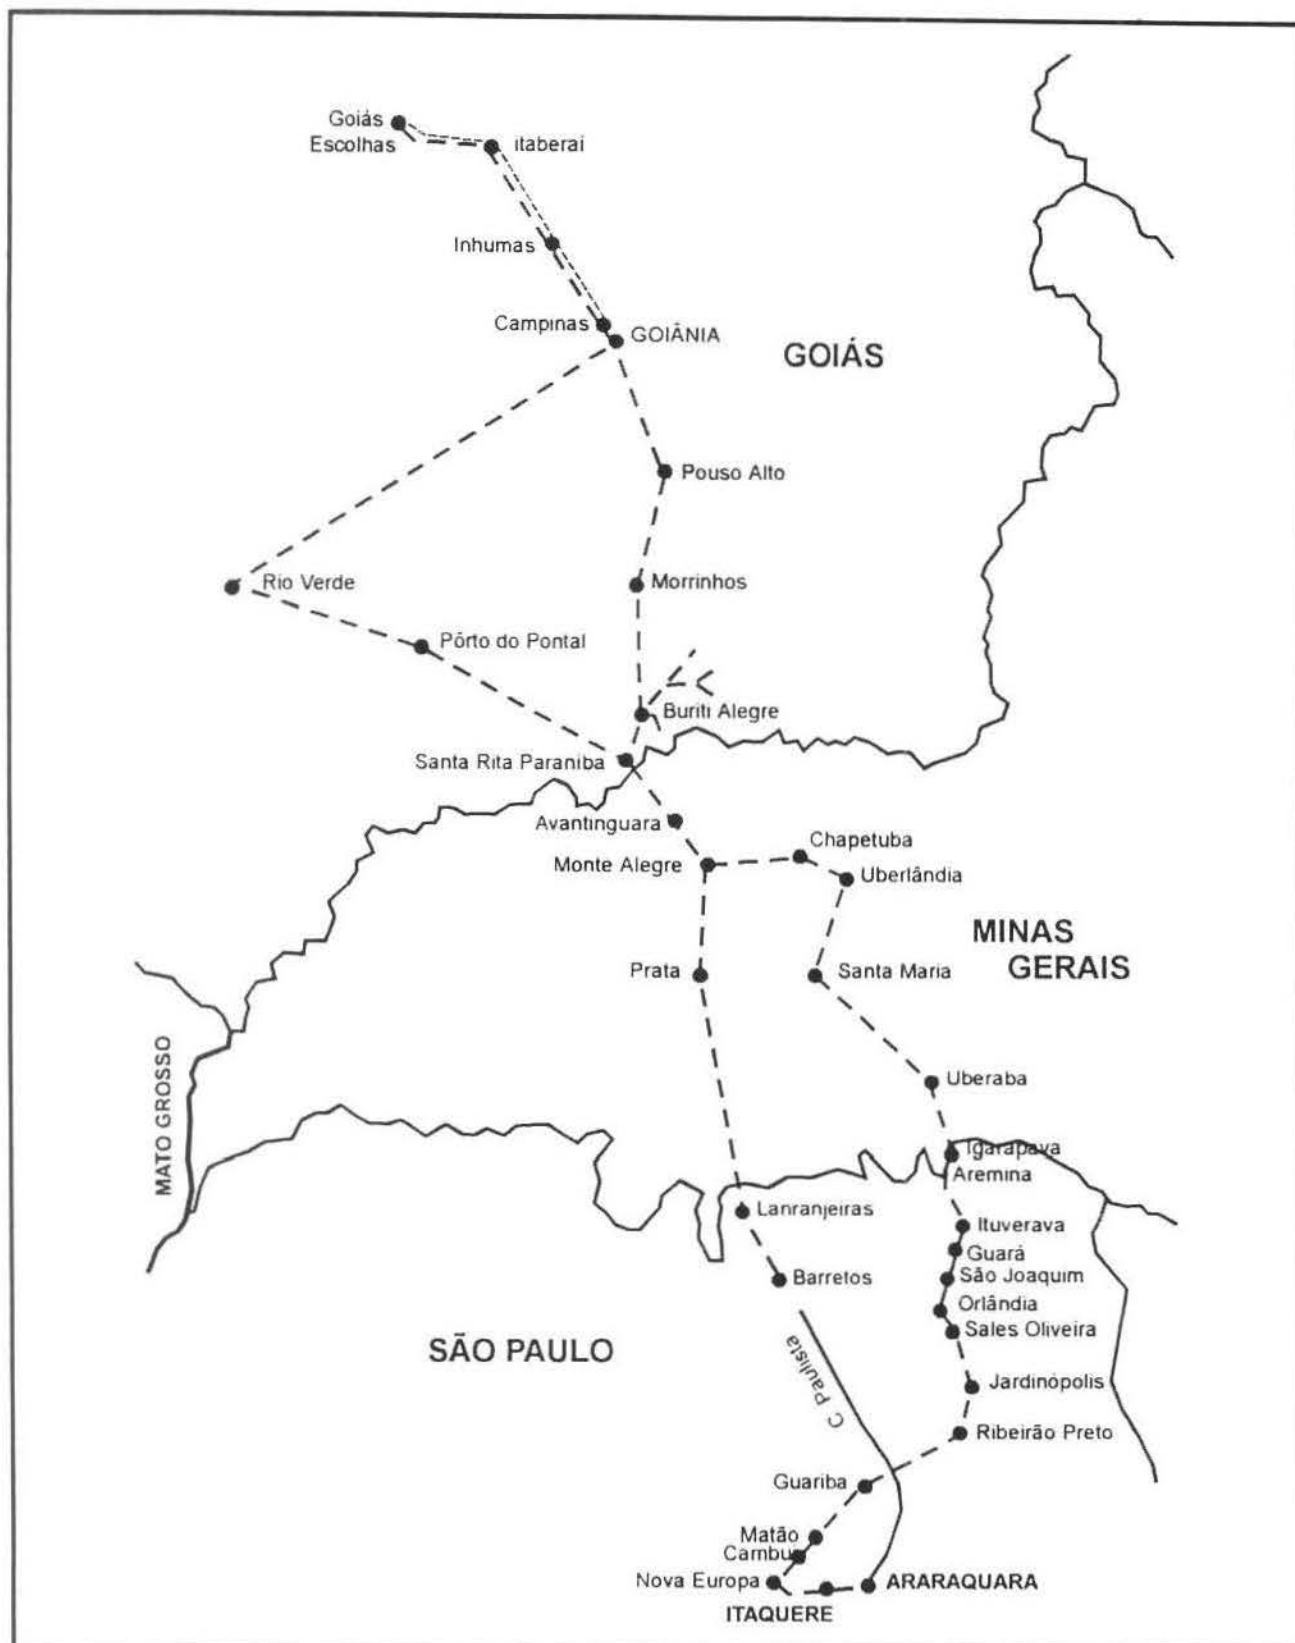 Goiás
Escolhas
itaberaí
Inhumas
Campinas
GOIÂNIA
GOIÁS
Pouso Alto
Rio Verde
Morrinhos
Pôrto do Pontal
Buriti Alegre
Santa Rita Paraniba
Avantinguara
Chapetuba
Monte Alegre
Uberlândia
MINAS
GERAIS
Prata
Santa Maria
MATO GROSSO
Uberaba
Igarapava
Aremina
Lanranjeiras
Ituverava
Guará
Barretos
São Joaquim
Orlândia
Sales Oliveira
SÃO PAULO
C. Paulista
Jardinópolis
Ribeirão Preto
Guariba
Matão
Cambuí
Nova Europa
ARARAQUARA
ITAQUERE